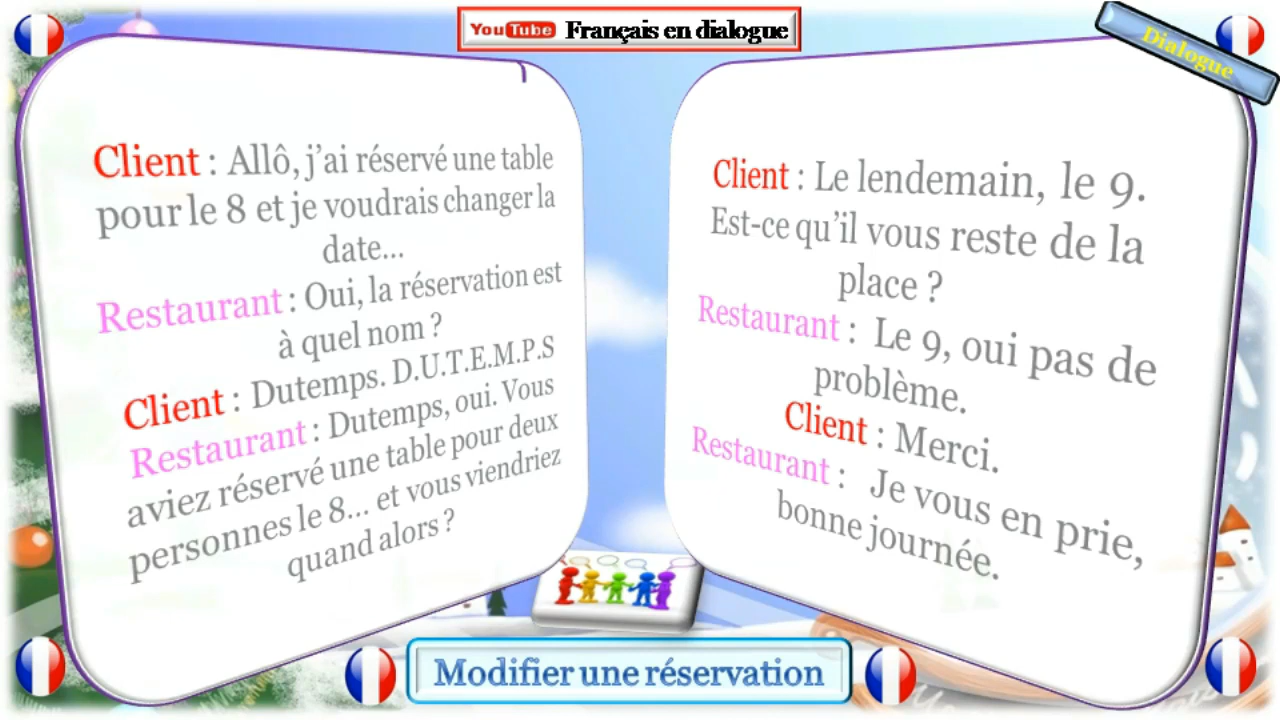 YouTube Français en dialogue
Dialogue
Client : Allô, j’ai réservé une table
pour le 8 et je voudrais changer la
date...
Restaurant : Oui, la réservation est
à quel nom ?
Client : Dutemps. D.U.T.E.M.P.S
Restaurant : Dutemps, oui. Vous
aviez réservé une table pour deux
personnes le 8... et vous viendriez
quand alors ?
Client : Le lendemain, le 9.
Est-ce qu’il vous reste de la
place ?
Restaurant : Le 9, oui pas de
problème.
Client : Merci.
Restaurant : Je vous en prie,
bonne journée.
Modifier une réservation